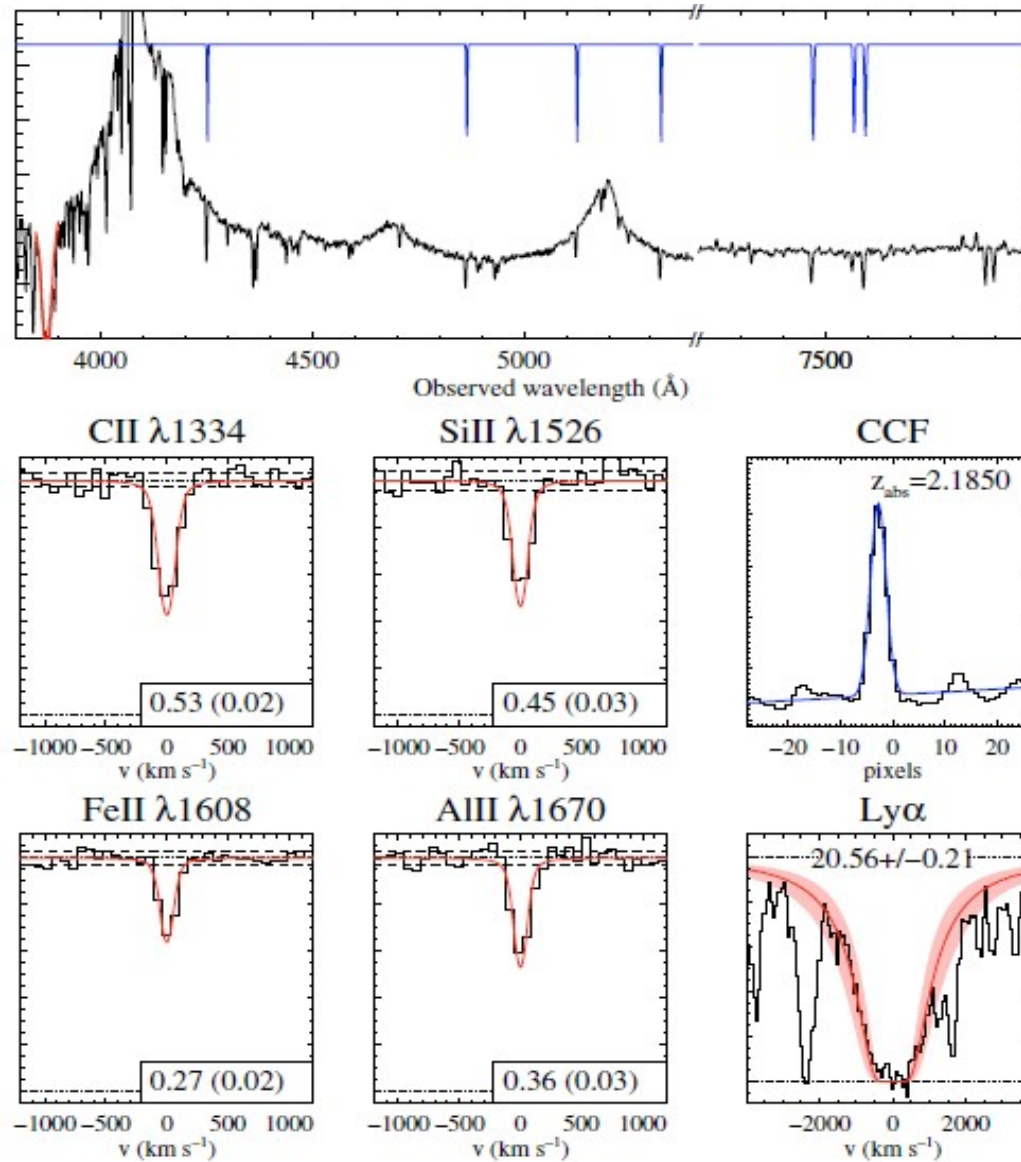 // 
4000 4500 5000 // 7500
Observed wavelength (Å)
CII λ1334 SiII λ1526 CCF
z_abs=2.1850
0.53 (0.02) 0.45 (0.03)
−1000 −500 0 500 1000 −1000 −500 0 500 1000 −20 −10 0 10 20
v (km s⁻¹) v (km s⁻¹) pixels
FeII λ1608 AlII λ1670 Lyα
20.56+/−0.21
0.27 (0.02) 0.36 (0.03)
−1000 −500 0 500 1000 −1000 −500 0 500 1000 −2000 0 2000
v (km s⁻¹) v (km s⁻¹) v (km s⁻¹)